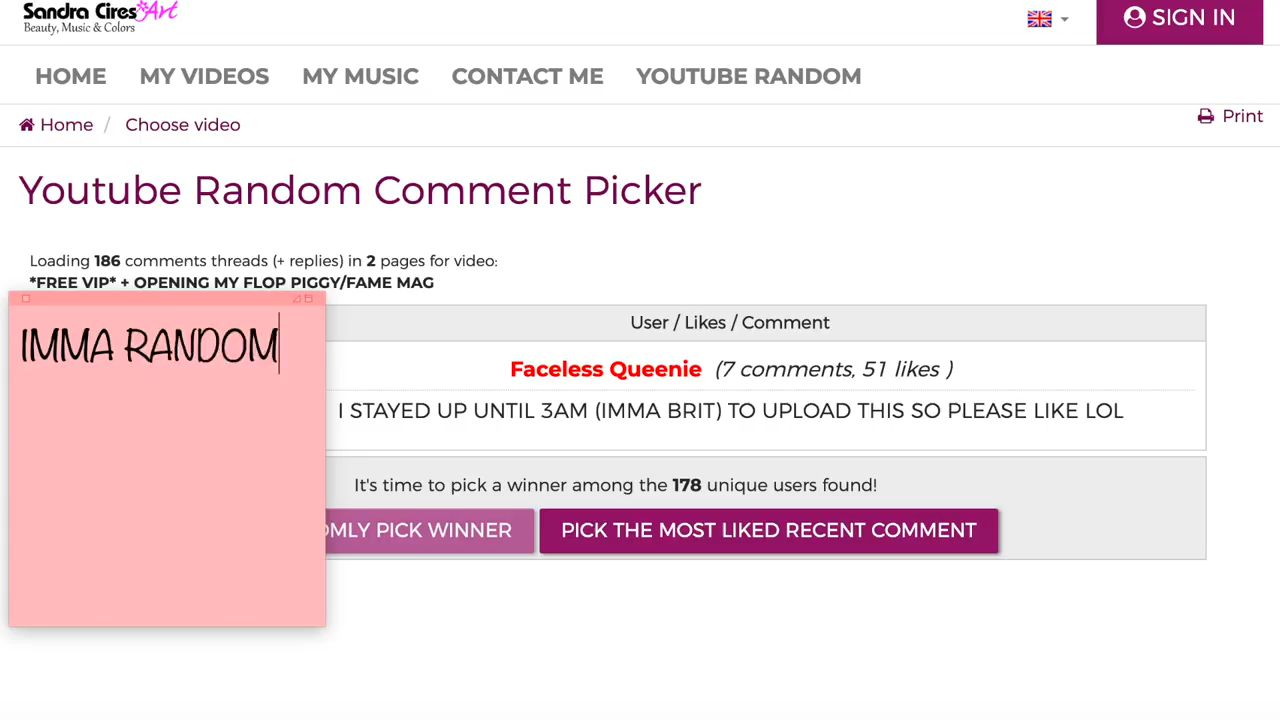 Sandra Cires Art
Beauty, Music & Colors
SIGN IN
HOME MY VIDEOS MY MUSIC CONTACT ME YOUTUBE RANDOM
Home / Choose video
Print
Youtube Random Comment Picker
Loading 186 comments threads (+ replies) in 2 pages for video:
*FREE VIP* + OPENING MY FLOP PIGGY/FAME MAG
IMMA RANDOM
User / Likes / Comment
Faceless Queenie (7 comments, 51 likes )
I STAYED UP UNTIL 3AM (IMMA BRIT) TO UPLOAD THIS SO PLEASE LIKE LOL
It's time to pick a winner among the 178 unique users found!
OMLY PICK WINNER
PICK THE MOST LIKED RECENT COMMENT